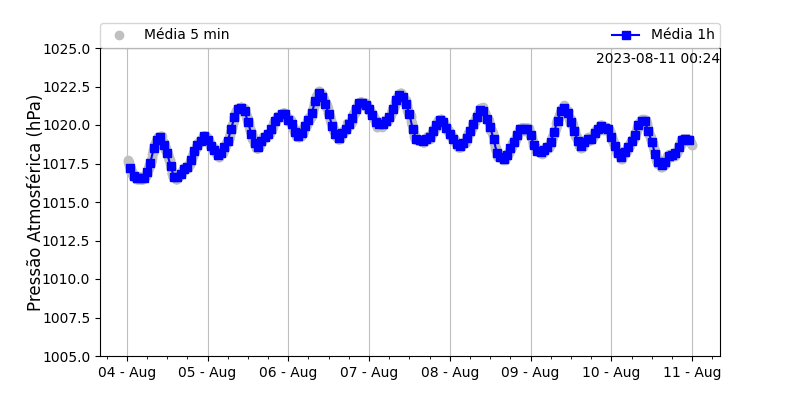 Média 5 min
Média 1h
2023-08-11 00:24
Pressão Atmosférica (hPa)
1025.0
1022.5
1020.0
1017.5
1015.0
1012.5
1010.0
1007.5
1005.0
04 - Aug
05 - Aug
06 - Aug
07 - Aug
08 - Aug
09 - Aug
10 - Aug
11 - Aug